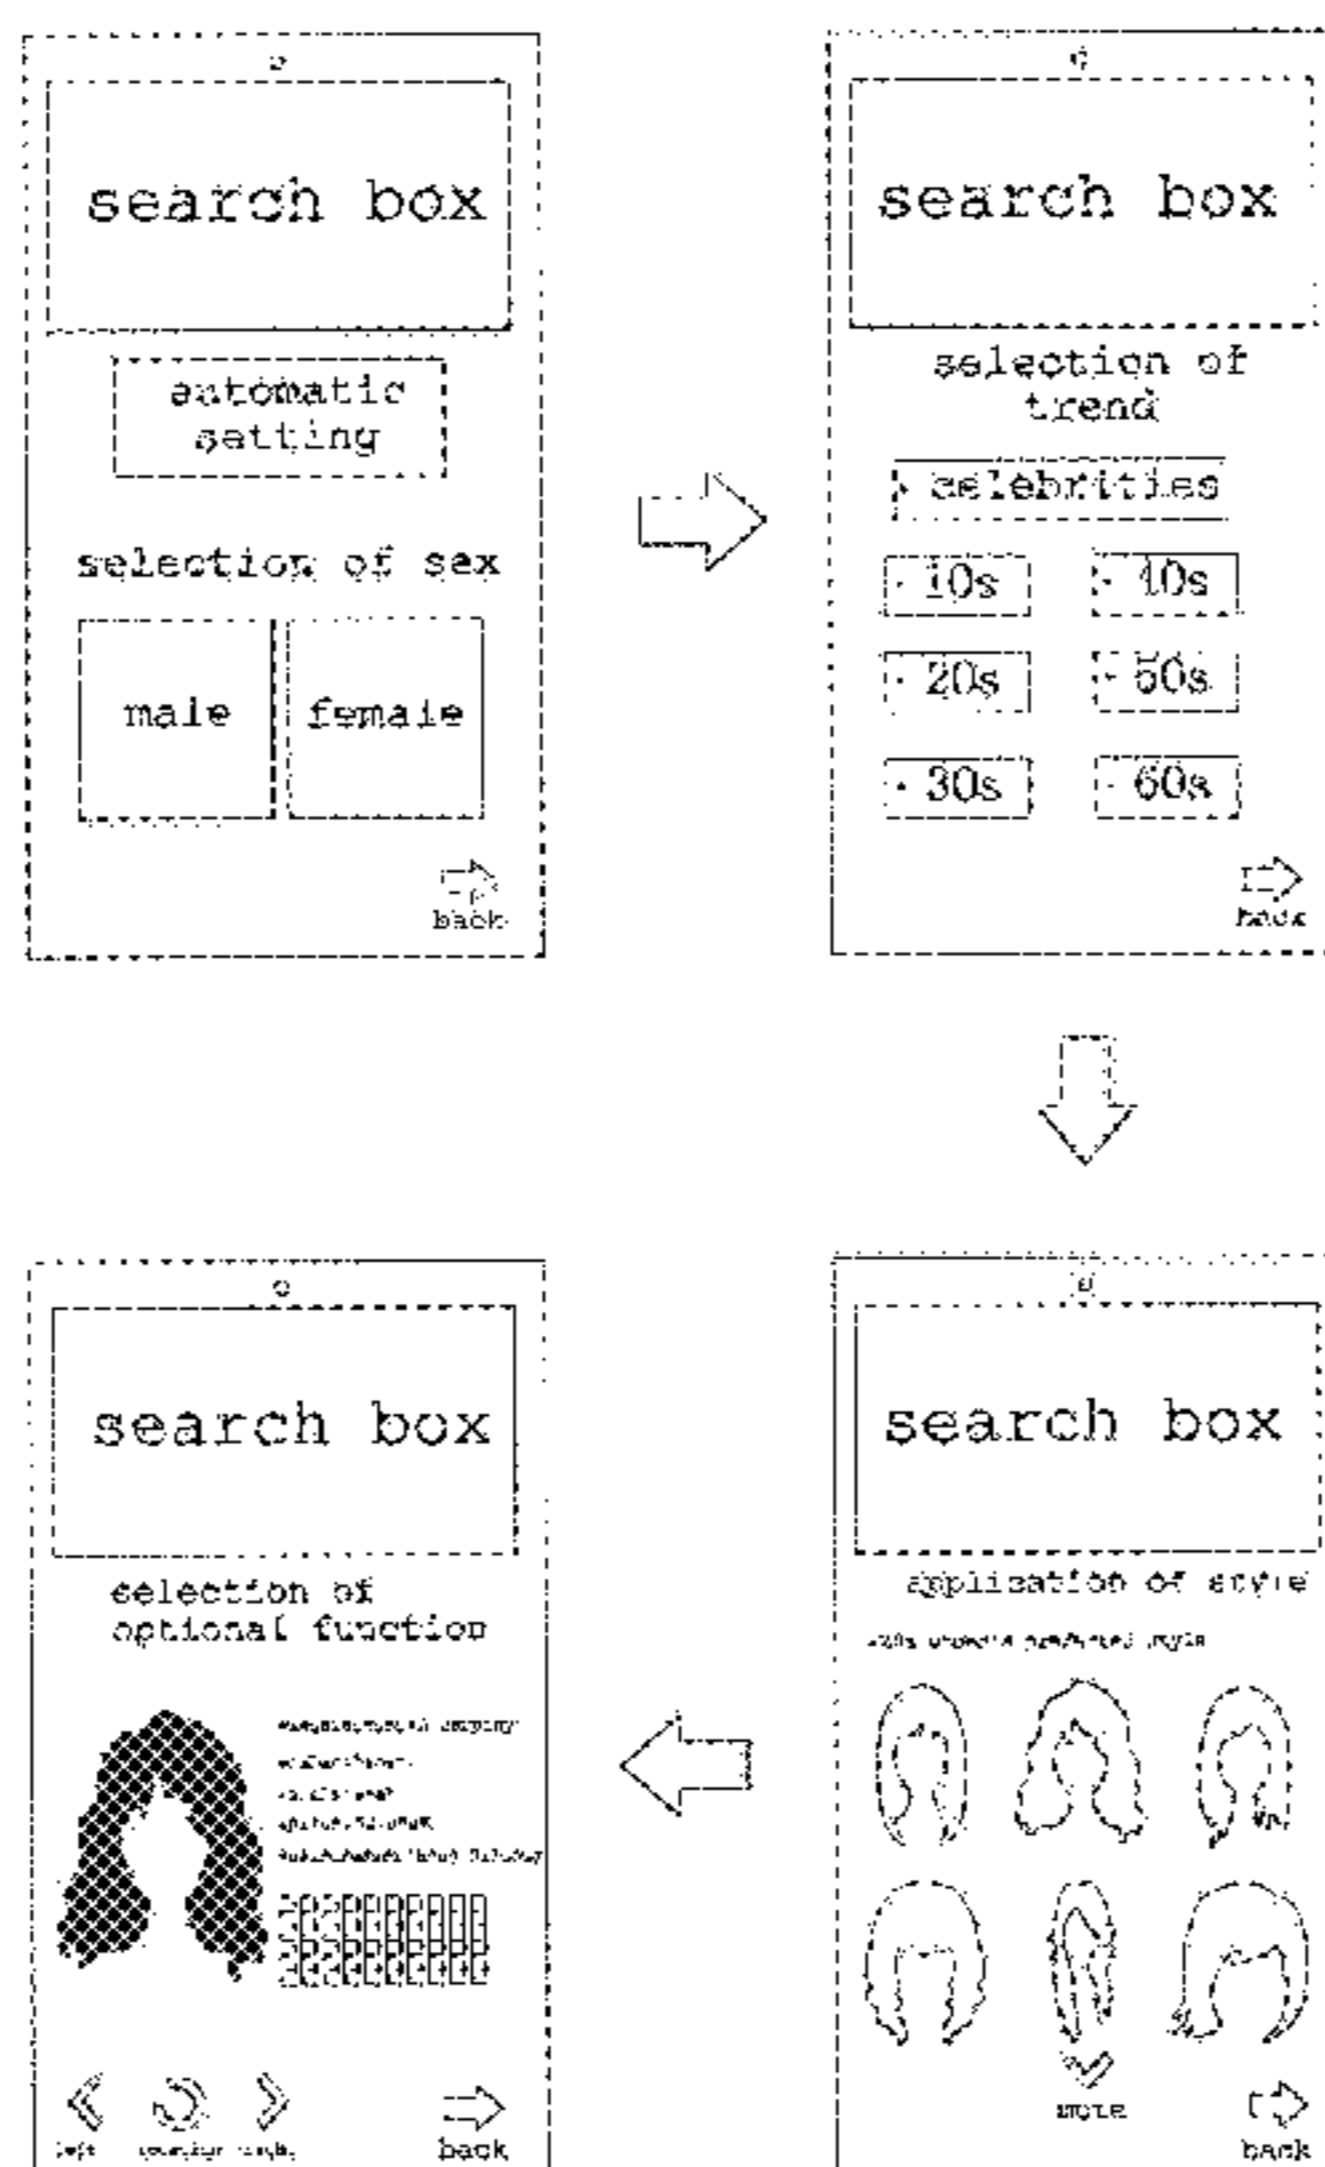 search box
automatic
setting
selection of sex
male
female
back
search box
selection of
trend
celebrities
10s
40s
20s
50s
30s
60s
back
search box
application of style
more
back
search box
selection of
optional function
left
back